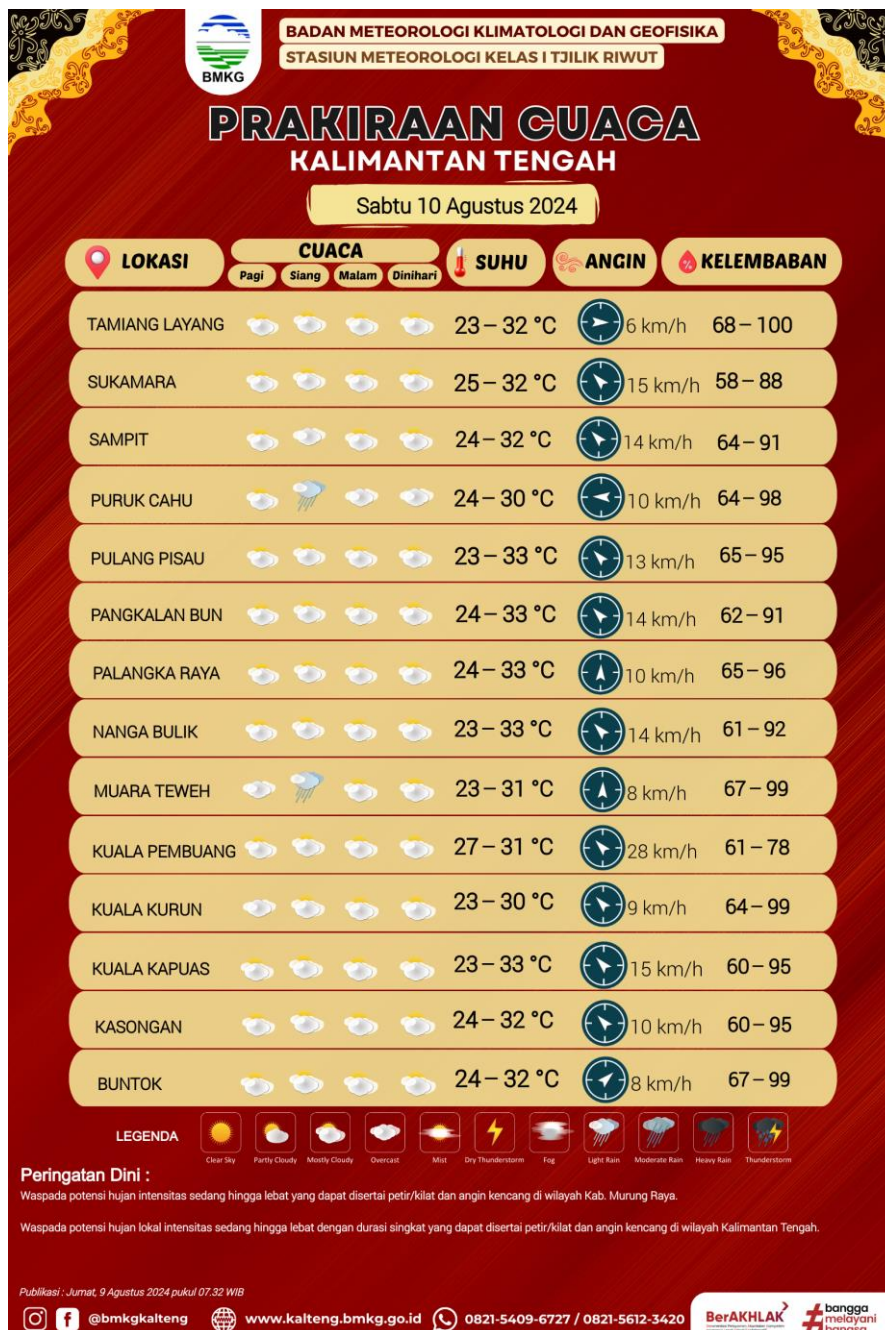 BMKG
BADAN METEOROLOGI KLIMATOLOGI DAN GEOFISIKA
STASIUN METEOROLOGI KELAS I TJILIK RIWUT
PRAKIRAAN CUACA
KALIMANTAN TENGAH
Sabtu 10 Agustus 2024
LOKASI CUACA SUHU ANGIN % KELEMBABAN
Pagi Siang Malam Dinihari
TAMIANG LAYANG 23 – 32 °C 6 km/h 68 – 100
SUKAMARA 25 – 32 °C 15 km/h 58 – 88
SAMPIT 24 – 32 °C 14 km/h 64 – 91
PURUK CAHU 24 – 30 °C 10 km/h 64 – 98
PULANG PISAU 23 – 33 °C 13 km/h 65 – 95
PANGKALAN BUN 24 – 33 °C 14 km/h 62 – 91
PALANGKA RAYA 24 – 33 °C 10 km/h 65 – 96
NANGA BULIK 23 – 33 °C 14 km/h 61 – 92
MUARA TEWEH 23 – 31 °C 8 km/h 67 – 99
KUALA PEMBUANG 27 – 31 °C 28 km/h 61 – 78
KUALA KURUN 23 – 30 °C 9 km/h 64 – 99
KUALA KAPUAS 23 – 33 °C 15 km/h 60 – 95
KASONGAN 24 – 32 °C 10 km/h 60 – 95
BUNTOK 24 – 32 °C 8 km/h 67 – 99
LEGENDA
Clear Sky Partly Cloudy Mostly Cloudy Overcast Mist Dry Thunderstorm Fog Light Rain Moderate Rain Heavy Rain Thunderstorm
Peringatan Dini :
Waspada potensi hujan intensitas sedang hingga lebat yang dapat disertai petir/kilat dan angin kencang di wilayah Kab. Murung Raya.
Waspada potensi hujan lokal intensitas sedang hingga lebat dengan durasi singkat yang dapat disertai petir/kilat dan angin kencang di wilayah Kalimantan Tengah.
Publikasi : Jumat, 9 Agustus 2024 pukul 07.32 WIB
@bmkgkalteng www.kalteng.bmkg.go.id 0821-5409-6727 / 0821-5612-3420
BerAKHLAK
# bangga
melayani
bangsa